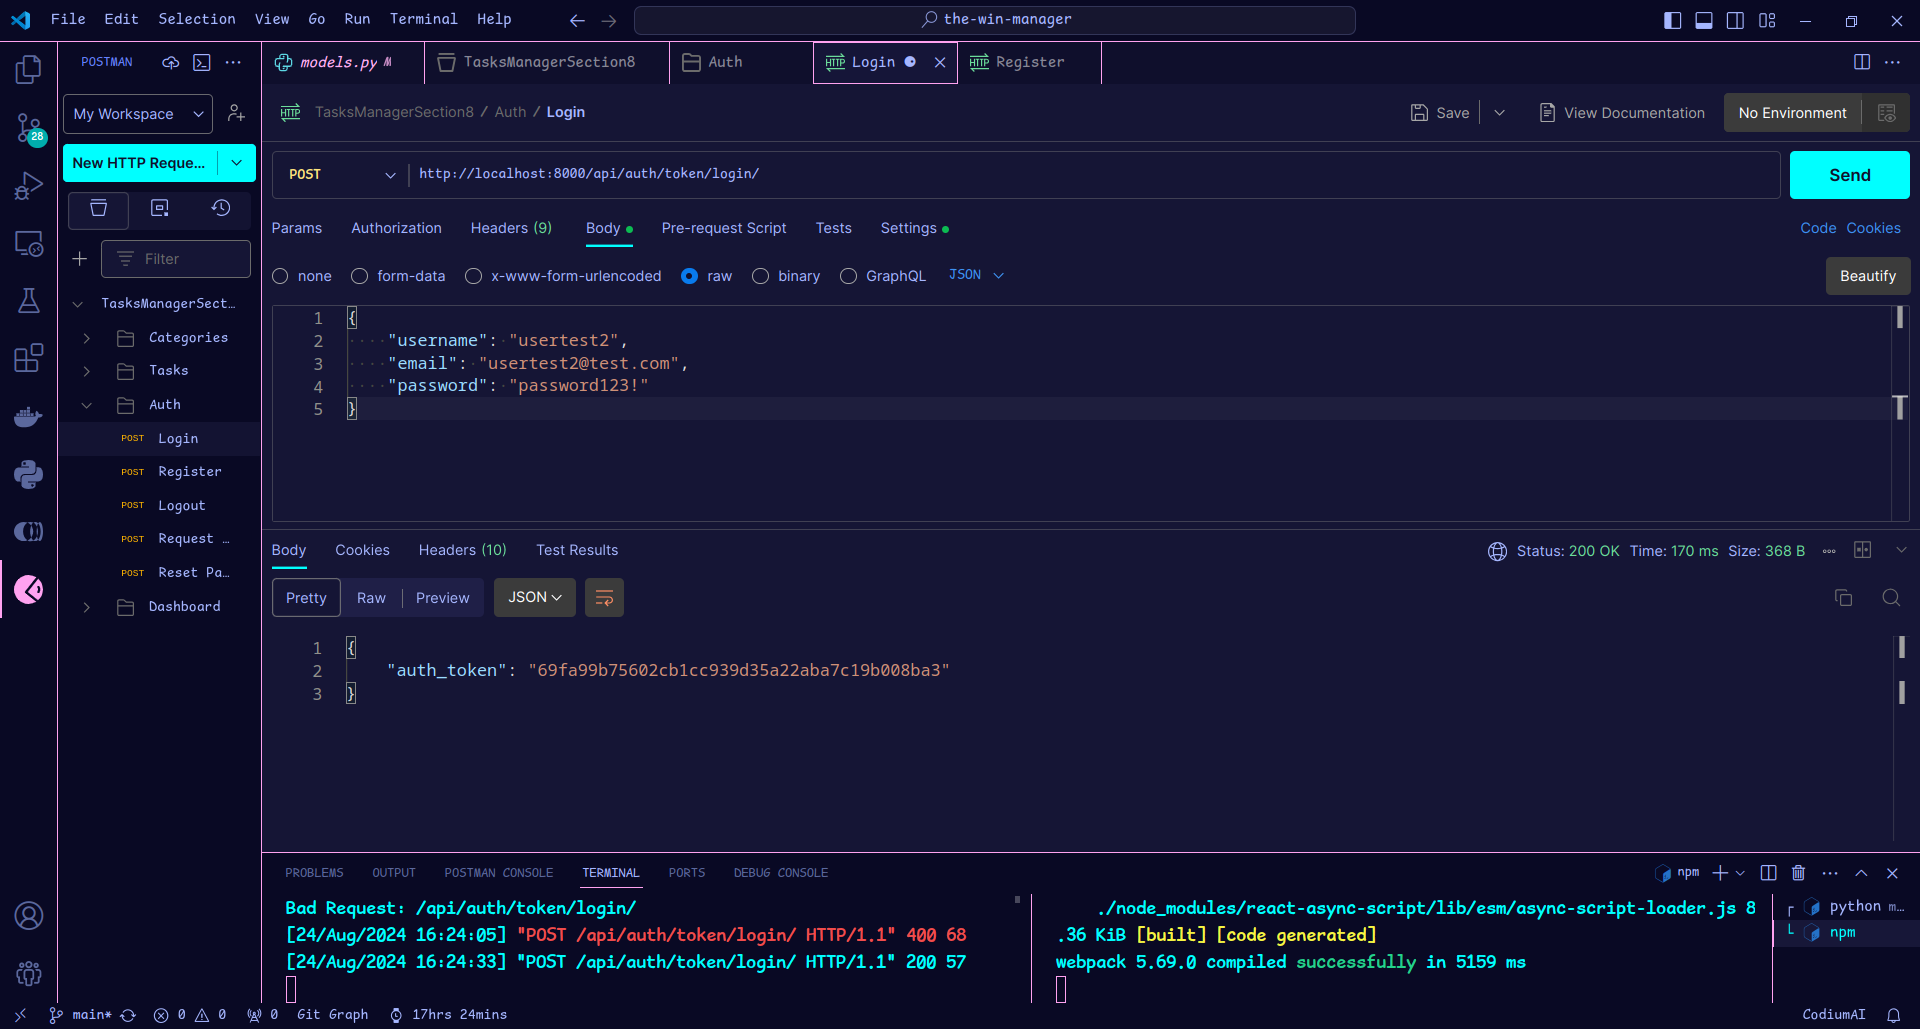 File Edit Selection View Go Run Terminal Help
the-win-manager
POSTMAN
models.py M
TasksManagerSection8
Auth
HTTP Login
HTTP Register
28
My Workspace
New HTTP Reque...
Filter
TasksManagerSect…
Categories
Tasks
Auth
POST Login
POST Register
POST Logout
POST Request …
POST Reset Pa…
Dashboard
HTTP TasksManagerSection8 / Auth / Login
Save
View Documentation
No Environment
POST http://localhost:8000/api/auth/token/login/
Send
Params Authorization Headers (9) Body Pre-request Script Tests Settings
Code Cookies
none form-data x-www-form-urlencoded raw binary GraphQL JSON
Beautify
1 {
2 ····"username":·"usertest2",
3 ····"email":·"usertest2@test.com",
4 ····"password":·"password123!"
5 }
Body Cookies Headers (10) Test Results
Status: 200 OK Time: 170 ms Size: 368 B
Pretty Raw Preview JSON
1 {
2 "auth_token": "69fa99b75602cb1cc939d35a22aba7c19b008ba3"
3 }
PROBLEMS OUTPUT POSTMAN CONSOLE TERMINAL PORTS DEBUG CONSOLE
npm
Bad Request: /api/auth/token/login/
[24/Aug/2024 16:24:05] "POST /api/auth/token/login/ HTTP/1.1" 400 68
[24/Aug/2024 16:24:33] "POST /api/auth/token/login/ HTTP/1.1" 200 57
./node_modules/react-async-script/lib/esm/async-script-loader.js 8
.36 KiB [built] [code generated]
webpack 5.69.0 compiled successfully in 5159 ms
python m…
npm
main* 0 0 0 Git Graph 17hrs 24mins
CodiumAI